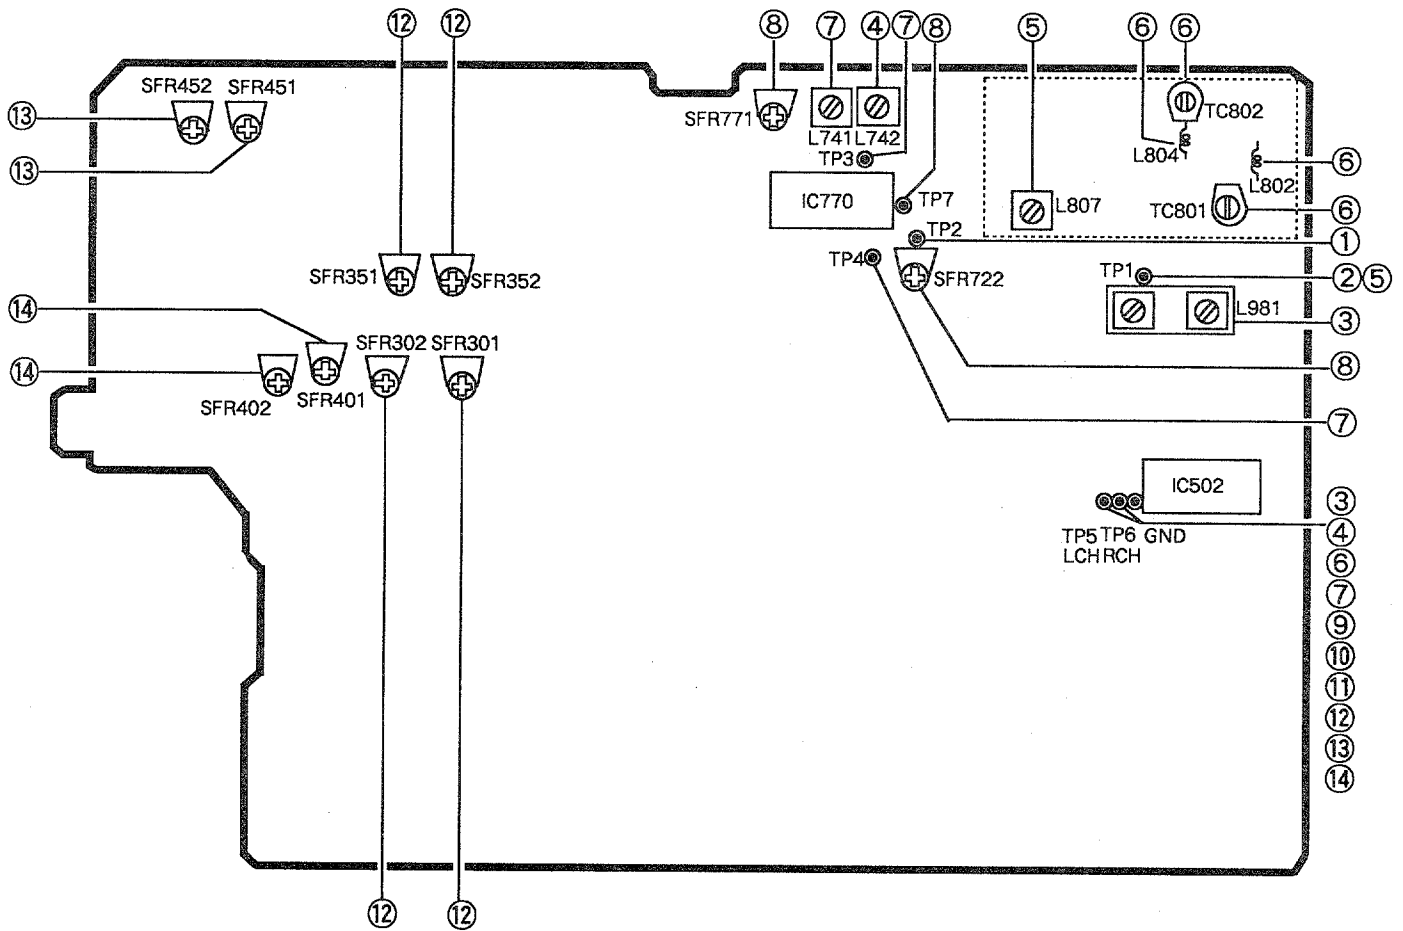 ⑫ ⑫ ⑧ ⑦ ④ ⑦ ⑧ ⑤ ⑥ ⑥
SFR452 SFR451
⑬
⑬
SFR771
L741 L742
TP3
IC770
TP7
TP2
TP4
SFR722
TC802
L804
L802
⑥
L807
TC801
⑥
①
TP1
② ⑤
L981
③
⑧
⑦
SFR351 SFR352
⑭
SFR302 SFR301
⑭
SFR402 SFR401
IC502
TP5 TP6 GND
LCH RCH
③
④
⑥
⑦
⑨
⑩
⑪
⑫
⑬
⑭
⑫ ⑫